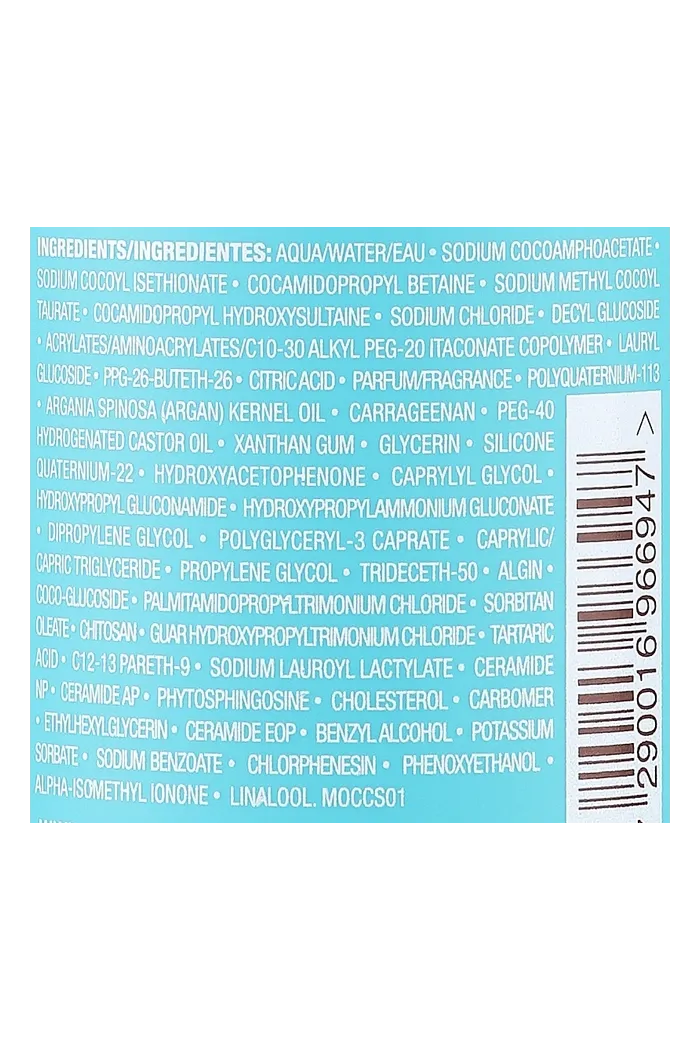 INGREDIENTS/INGREDIENTES: AQUA/WATER/EAU • SODIUM COCOAMPHOACETATE •
SODIUM COCOYL ISETHIONATE • COCAMIDOPROPYL BETAINE • SODIUM METHYL COCOYL
TAURATE • COCAMIDOPROPYL HYDROXYSULTAINE • SODIUM CHLORIDE • DECYL GLUCOSIDE
• ACRYLATES/AMINOACRYLATES/C10-30 ALKYL PEG-20 ITACONATE COPOLYMER • LAURYL
GLUCOSIDE • PPG-26-BUTETH-26 • CITRIC ACID • PARFUM/FRAGRANCE • POLYQUATERNIUM-113
• ARGANIA SPINOSA (ARGAN) KERNEL OIL • CARRAGEENAN • PEG-40
HYDROGENATED CASTOR OIL • XANTHAN GUM • GLYCERIN • SILICONE
QUATERNIUM-22 • HYDROXYACETOPHENONE • CAPRYLYL GLYCOL •
HYDROXYPROPYL GLUCONAMIDE • HYDROXYPROPYLAMMONIUM GLUCONATE
• DIPROPYLENE GLYCOL • POLYGLYCERYL-3 CAPRATE • CAPRYLIC/
CAPRIC TRIGLYCERIDE • PROPYLENE GLYCOL • TRIDECETH-50 • ALGIN •
COCO-GLUCOSIDE • PALMITAMIDOPROPYLTRIMONIUM CHLORIDE • SORBITAN
OLEATE • CHITOSAN • GUAR HYDROXYPROPYLTRIMONIUM CHLORIDE • TARTARIC
ACID • C12-13 PARETH-9 • SODIUM LAUROYL LACTYLATE • CERAMIDE
NP • CERAMIDE AP • PHYTOSPHINGOSINE • CHOLESTEROL • CARBOMER
• ETHYLHEXYLGLYCERIN • CERAMIDE EOP • BENZYL ALCOHOL • POTASSIUM
SORBATE • SODIUM BENZOATE • CHLORPHENESIN • PHENOXYETHANOL •
ALPHA-ISOMETHYL IONONE • LINALOOL. MOCCS01
290016 966947 >